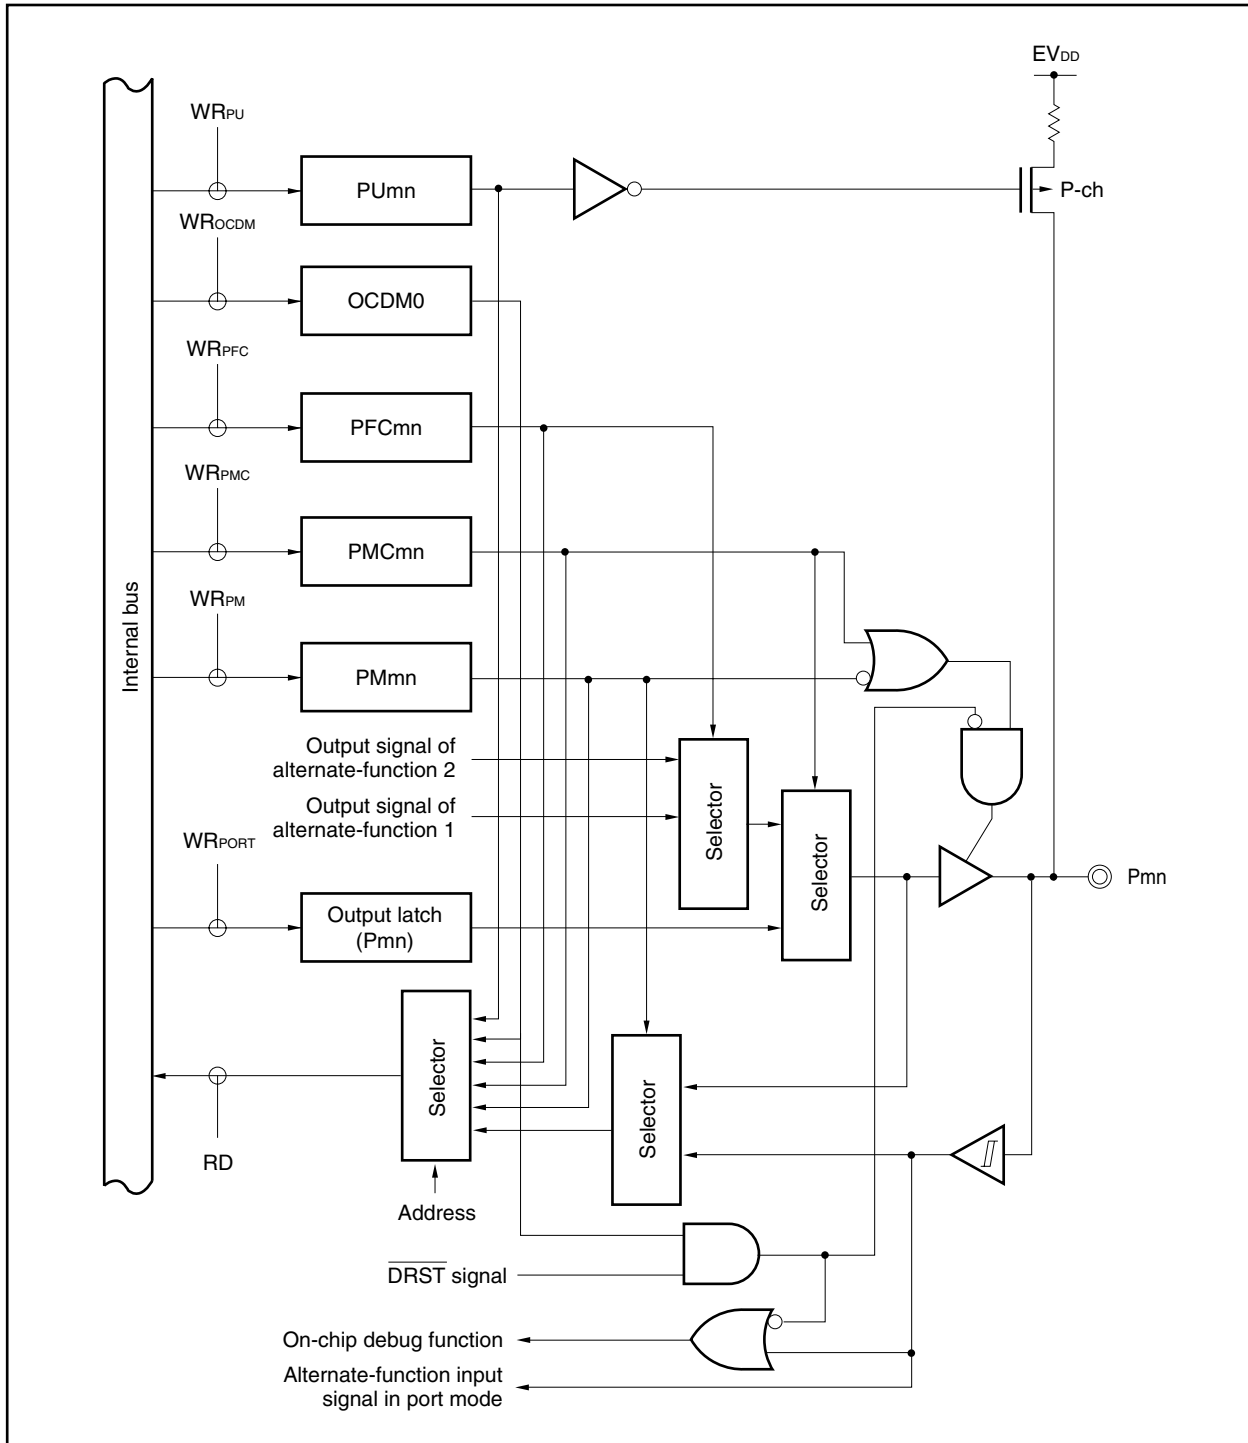 EVDD
WRPU
PUmn
P-ch
WROCDM
OCDM0
WRPFC
PFCmn
WRPMC
PMCmn
WRPM
PMmn
Internal bus
Output signal of
alternate-function 2
Output signal of
alternate-function 1
Selector
Selector
WRPORT
Output latch
(Pmn)
Pmn
Selector
Selector
RD
Address
DRST signal
On-chip debug function
Alternate-function input
signal in port mode